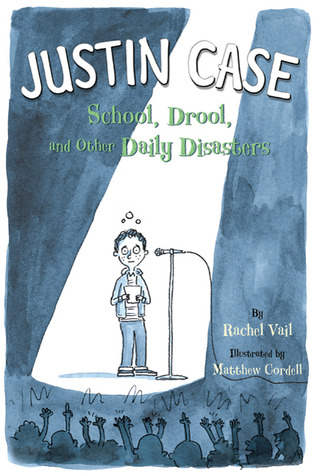 JUSTIN CASE
School, Drool,
and Other Daily Disasters
By
Rachel Vail
Illustrated by
Matthew Cordell